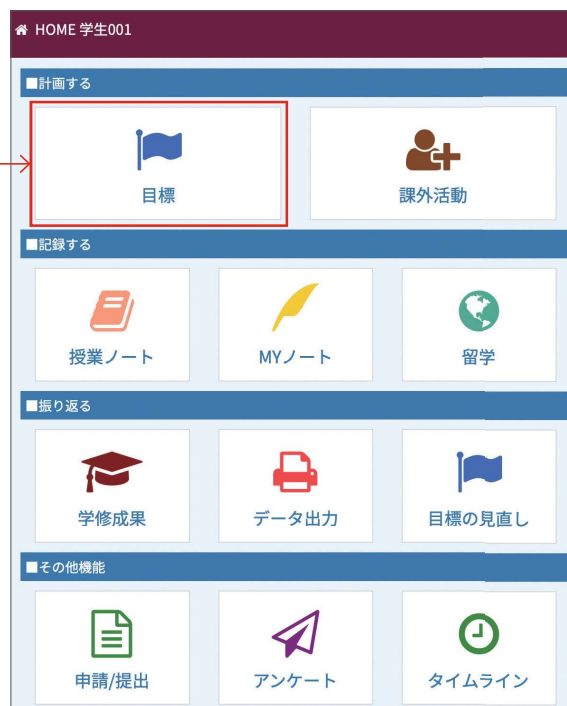 HOME 学生001
■計画する
目標
課外活動
■記録する
授業ノート
MYノート
留学
■振り返る
学修成果
データ出力
目標の見直し
■その他機能
申請/提出
アンケート
タイムライン